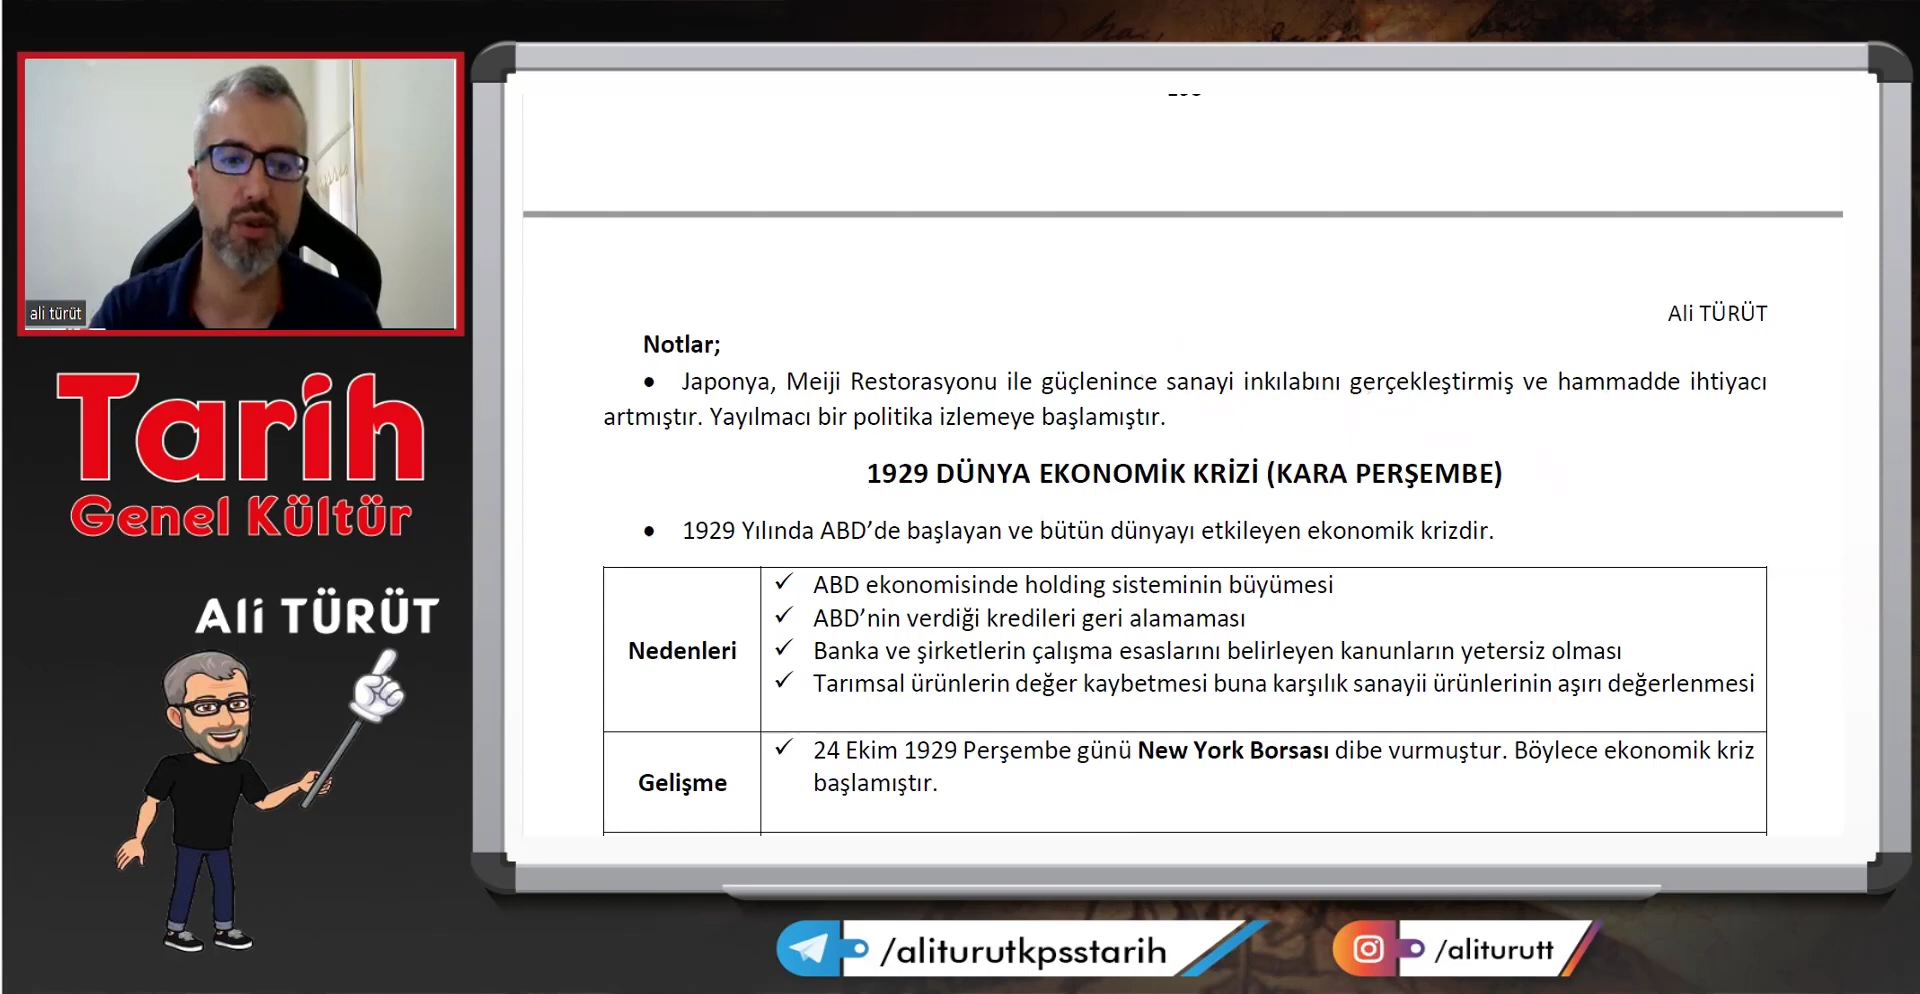 ali türüt
Tarih
Genel Kültür
Ali TÜRÜT
Ali TÜRÜT
Notlar;
• Japonya, Meiji Restorasyonu ile güçlenince sanayi inkılabını gerçekleştirmiş ve hammadde ihtiyacı
artmıştır. Yayılmacı bir politika izlemeye başlamıştır.
1929 DÜNYA EKONOMİK KRİZİ (KARA PERŞEMBE)
• 1929 Yılında ABD’de başlayan ve bütün dünyayı etkileyen ekonomik krizdir.
Nedenleri
✓ ABD ekonomisinde holding sisteminin büyümesi
✓ ABD’nin verdiği kredileri geri alamaması
✓ Banka ve şirketlerin çalışma esaslarını belirleyen kanunların yetersiz olması
✓ Tarımsal ürünlerin değer kaybetmesi buna karşılık sanayii ürünlerinin aşırı değerlenmesi
Gelişme
✓ 24 Ekim 1929 Perşembe günü New York Borsası dibe vurmuştur. Böylece ekonomik kriz
başlamıştır.
/aliturutkpsstarih
/aliturutt